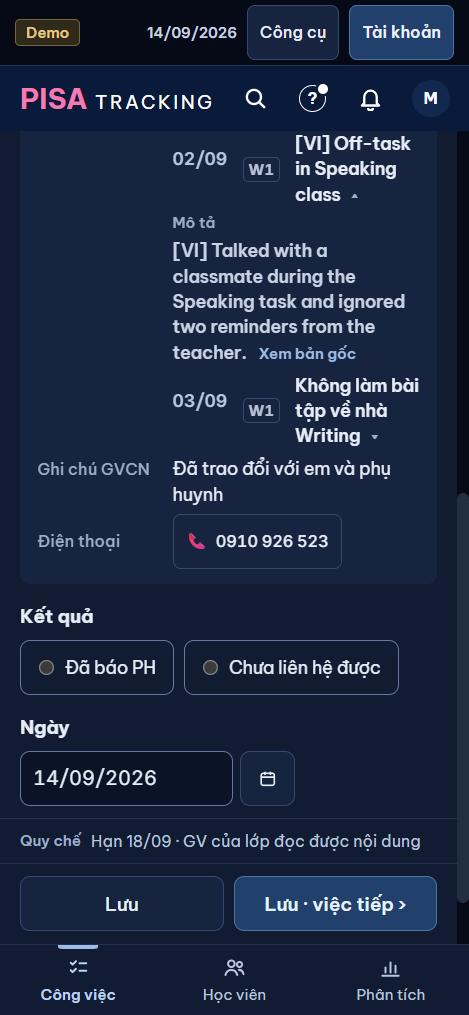 Demo
14/09/2026
Công cụ
Tài khoản
PISA TRACKING
?
M
02/09
W1
[VI] Off-task
in Speaking
class
Mô tả
[VI] Talked with a
classmate during the
Speaking task and ignored
two reminders from the
teacher. Xem bản gốc
03/09
W1
Không làm bài
tập về nhà
Writing
Ghi chú GVCN
Đã trao đổi với em và phụ
huynh
Điện thoại
0910 926 523
Kết quả
Đã báo PH
Chưa liên hệ được
Ngày
14/09/2026
Quy chế Hạn 18/09 · GV của lớp đọc được nội dung
Lưu
Lưu · việc tiếp ›
Công việc
Học viên
Phân tích